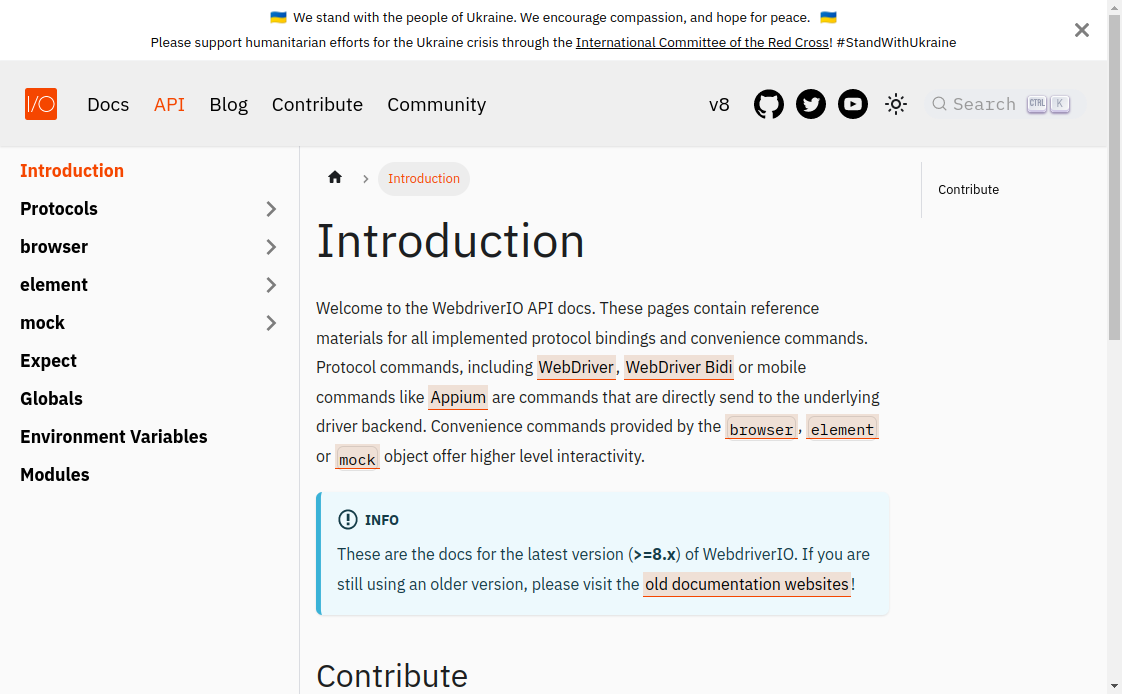 🇺🇦 We stand with the people of Ukraine. We encourage compassion, and hope for peace. 🇺🇦
Please support humanitarian efforts for the Ukraine crisis through the International Committee of the Red Cross! #StandWithUkraine
I/O Docs API Blog Contribute Community v8 Search CTRL K
Introduction
Protocols
browser
element
mock
Expect
Globals
Environment Variables
Modules
Introduction
Introduction
Welcome to the WebdriverIO API docs. These pages contain reference
materials for all implemented protocol bindings and convenience commands.
Protocol commands, including WebDriver, WebDriver Bidi or mobile
commands like Appium are commands that are directly send to the underlying
driver backend. Convenience commands provided by the browser, element
or mock object offer higher level interactivity.
INFO
These are the docs for the latest version (>=8.x) of WebdriverIO. If you are
still using an older version, please visit the old documentation websites!
Contribute
Contribute